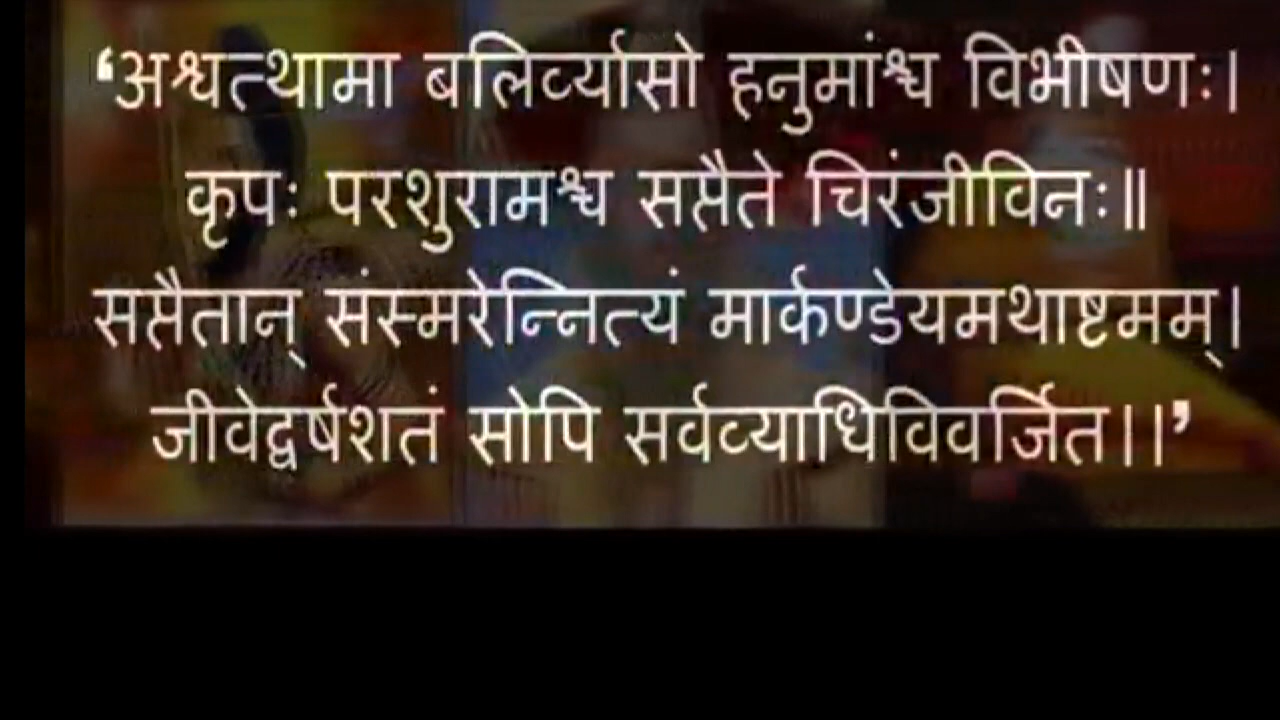 ‘अश्वत्थामा बलिर्व्यासो हनुमांश्च विभीषणः।
कृपः परशुरामश्च सप्तैते चिरंजीविनः॥
सप्तैतान् संस्मरेन्नित्यं मार्कण्डेयमथाष्टमम्।
जीवेद्वर्षशतं सोपि सर्वव्याधिविवर्जित।।’